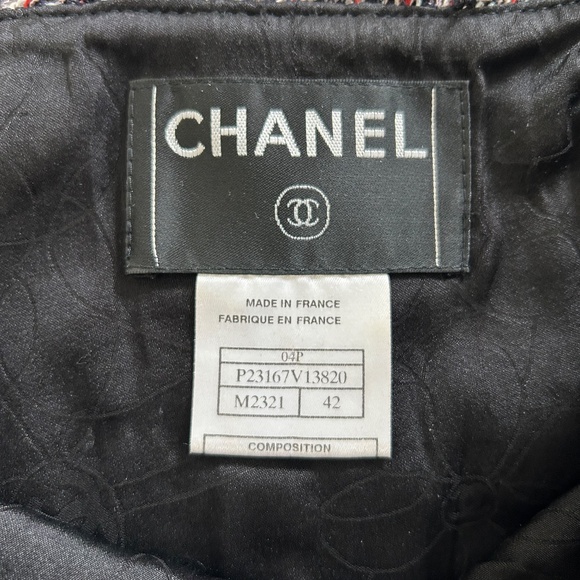 CHANEL
MADE IN FRANCE
FABRIQUE EN FRANCE
04P
P23167V13820
M2321 42
COMPOSITION